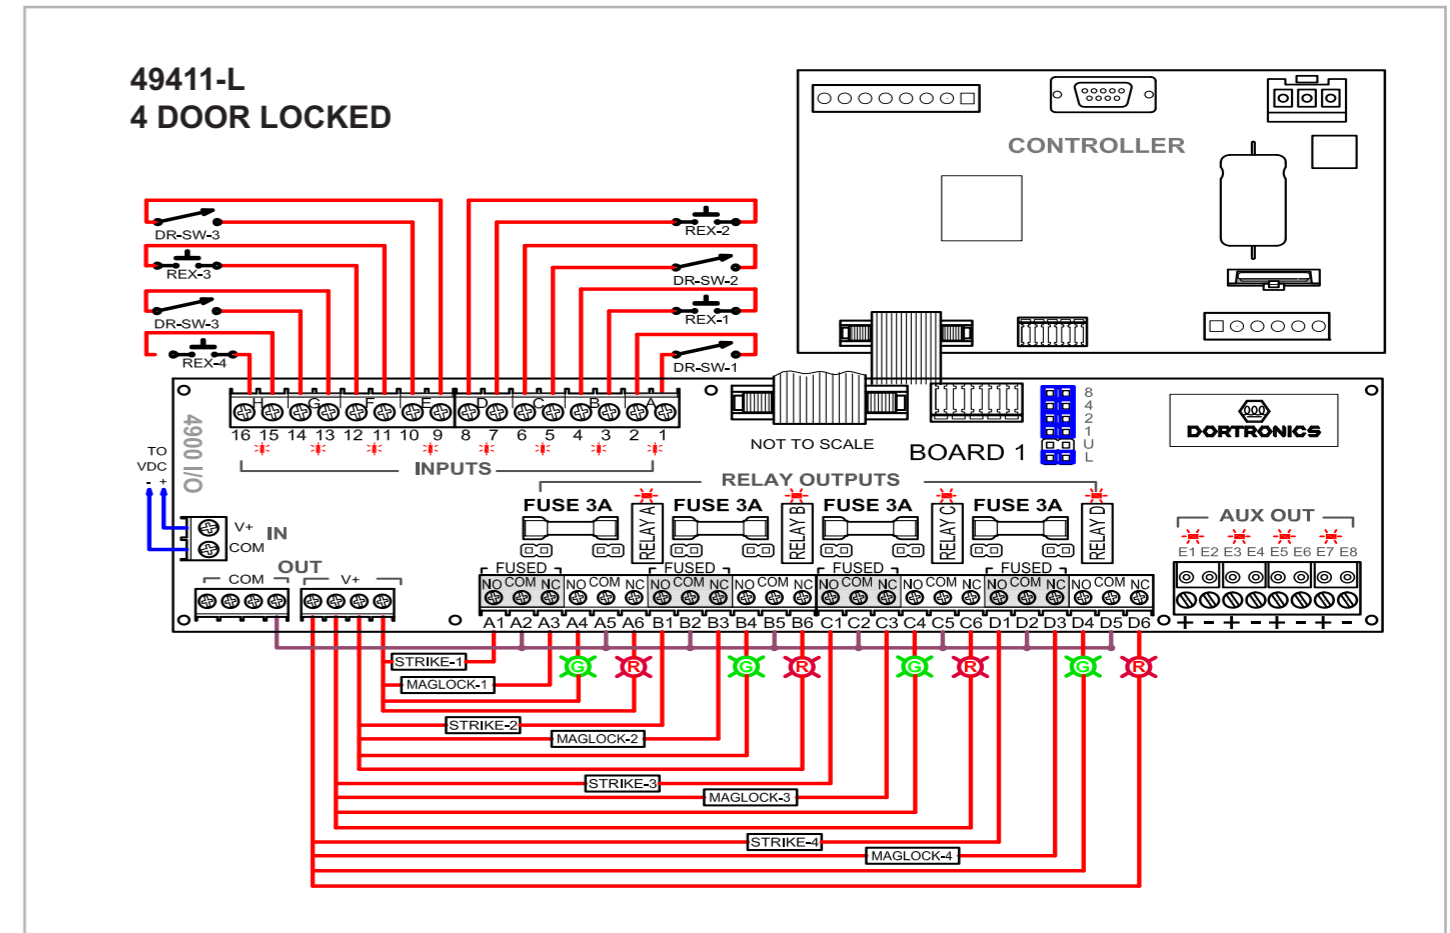 49411-L
4 DOOR LOCKED
CONTROLLER
DR-SW-3
REX-2
REX-3
DR-SW-2
DR-SW-3
REX-1
REX-4
DR-SW-1
H G F E D C B A
16 15 14 13 12 11 10 9 8 7 6 5 4 3 2 1
INPUTS
4900 I/O
NOT TO SCALE
BOARD 1
8
4
2
1
U
L
DORTRONICS
TO
VDC
- +
V+
COM
IN
RELAY OUTPUTS
FUSE 3A FUSE 3A FUSE 3A FUSE 3A
RELAY A RELAY B RELAY C RELAY D
AUX OUT
E1 E2 E3 E4 E5 E6 E7 E8
+ - + - + - + -
OUT
COM V+
FUSED FUSED FUSED FUSED
NO COM NC NO COM NC NO COM NC NO COM NC NO COM NC NO COM NC NO COM NC NO COM NC
A1 A2 A3 A4 A5 A6 B1 B2 B3 B4 B5 B6 C1 C2 C3 C4 C5 C6 D1 D2 D3 D4 D5 D6
STRIKE-1
G R G R G R G R
MAGLOCK-1
STRIKE-2
MAGLOCK-2
STRIKE-3
MAGLOCK-3
STRIKE-4
MAGLOCK-4